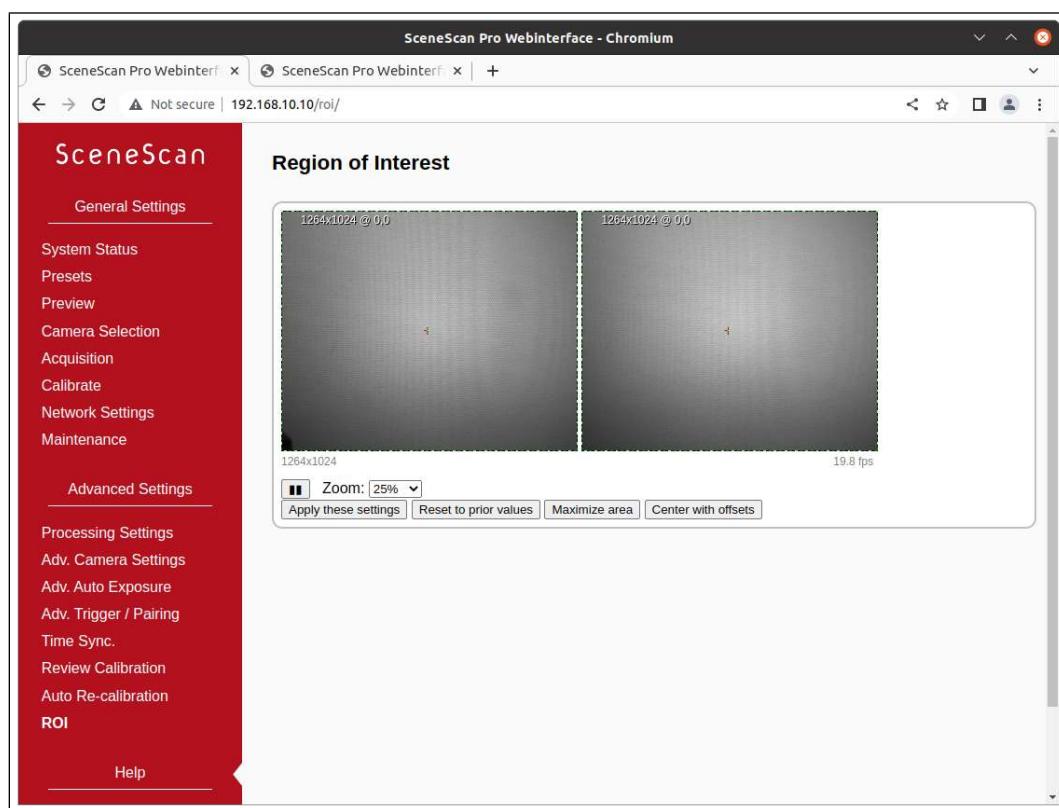 SceneScan Pro Webinterface - Chromium
SceneScan Pro Webinterf
SceneScan Pro Webinterf
Not secure | 192.168.10.10/roi/
SceneScan
General Settings
System Status
Presets
Preview
Camera Selection
Acquisition
Calibrate
Network Settings
Maintenance
Advanced Settings
Processing Settings
Adv. Camera Settings
Adv. Auto Exposure
Adv. Trigger / Pairing
Time Sync.
Review Calibration
Auto Re-calibration
ROI
Help
Region of Interest
1264x1024 @ 0,0
1264x1024 @ 0,0
1264x1024
19.8 fps
Zoom: 25%
Apply these settings
Reset to prior values
Maximize area
Center with offsets